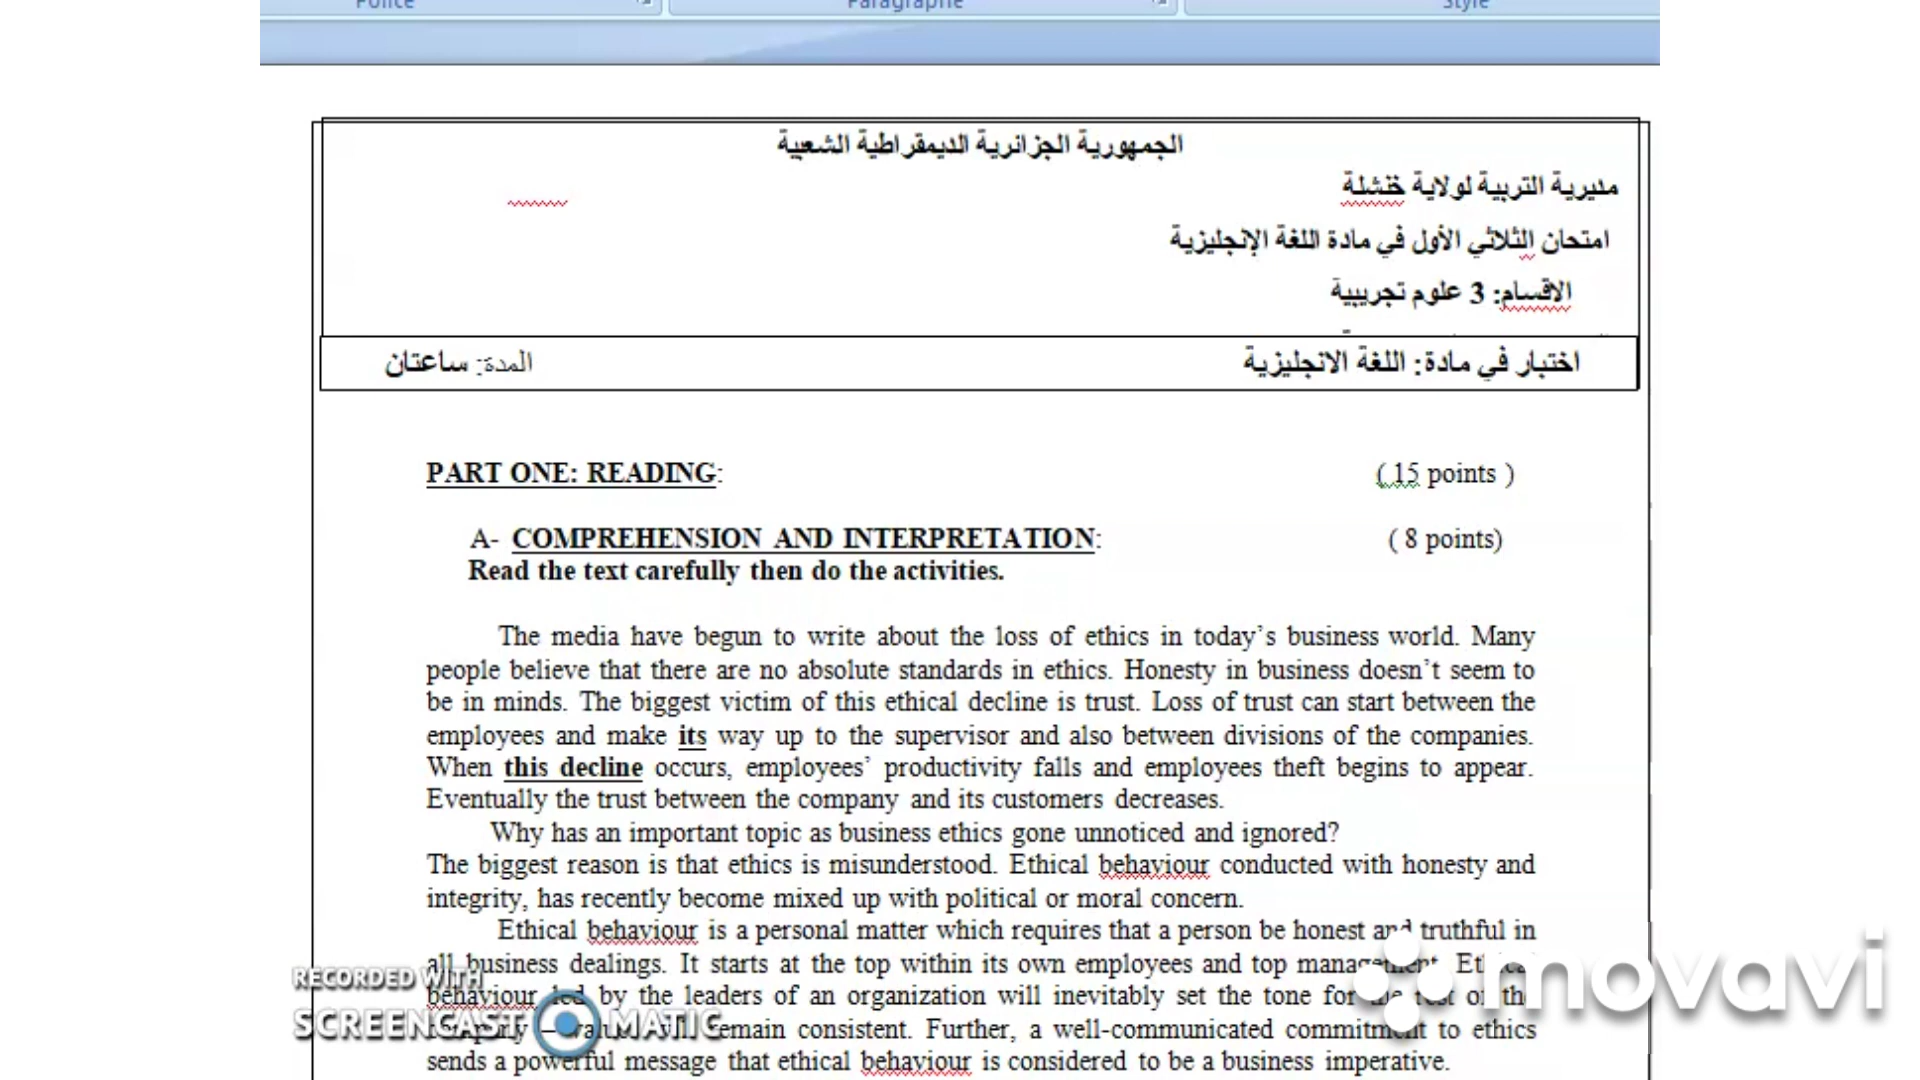 Police Paragraphe Style
الجمهورية الجزائرية الديمقراطية الشعبية
مديرية التربية لولاية خنشلة
امتحان الثلاثي الأول في مادة اللغة الإنجليزية
الاقسام: 3 علوم تجريبية
اختبار في مادة: اللغة الانجليزية المدة: ساعتان
PART ONE: READING: ( 15 points )
A- COMPREHENSION AND INTERPRETATION: ( 8 points)
Read the text carefully then do the activities.
The media have begun to write about the loss of ethics in today’s business world. Many
people believe that there are no absolute standards in ethics. Honesty in business doesn’t seem to
be in minds. The biggest victim of this ethical decline is trust. Loss of trust can start between the
employees and make its way up to the supervisor and also between divisions of the companies.
When this decline occurs, employees’ productivity falls and employees theft begins to appear.
Eventually the trust between the company and its customers decreases.
Why has an important topic as business ethics gone unnoticed and ignored?
The biggest reason is that ethics is misunderstood. Ethical behaviour conducted with honesty and
integrity, has recently become mixed up with political or moral concern.
Ethical behaviour is a personal matter which requires that a person be honest and truthful in
all business dealings. It starts at the top within its own employees and top management. Ethical
behaviour led by the leaders of an organization will inevitably set the tone for the rest of the
company – remain consistent. Further, a well-communicated commitment to ethics
sends a powerful message that ethical behaviour is considered to be a business imperative.
RECORDED WITH
SCREENCAST MATIC
movavi